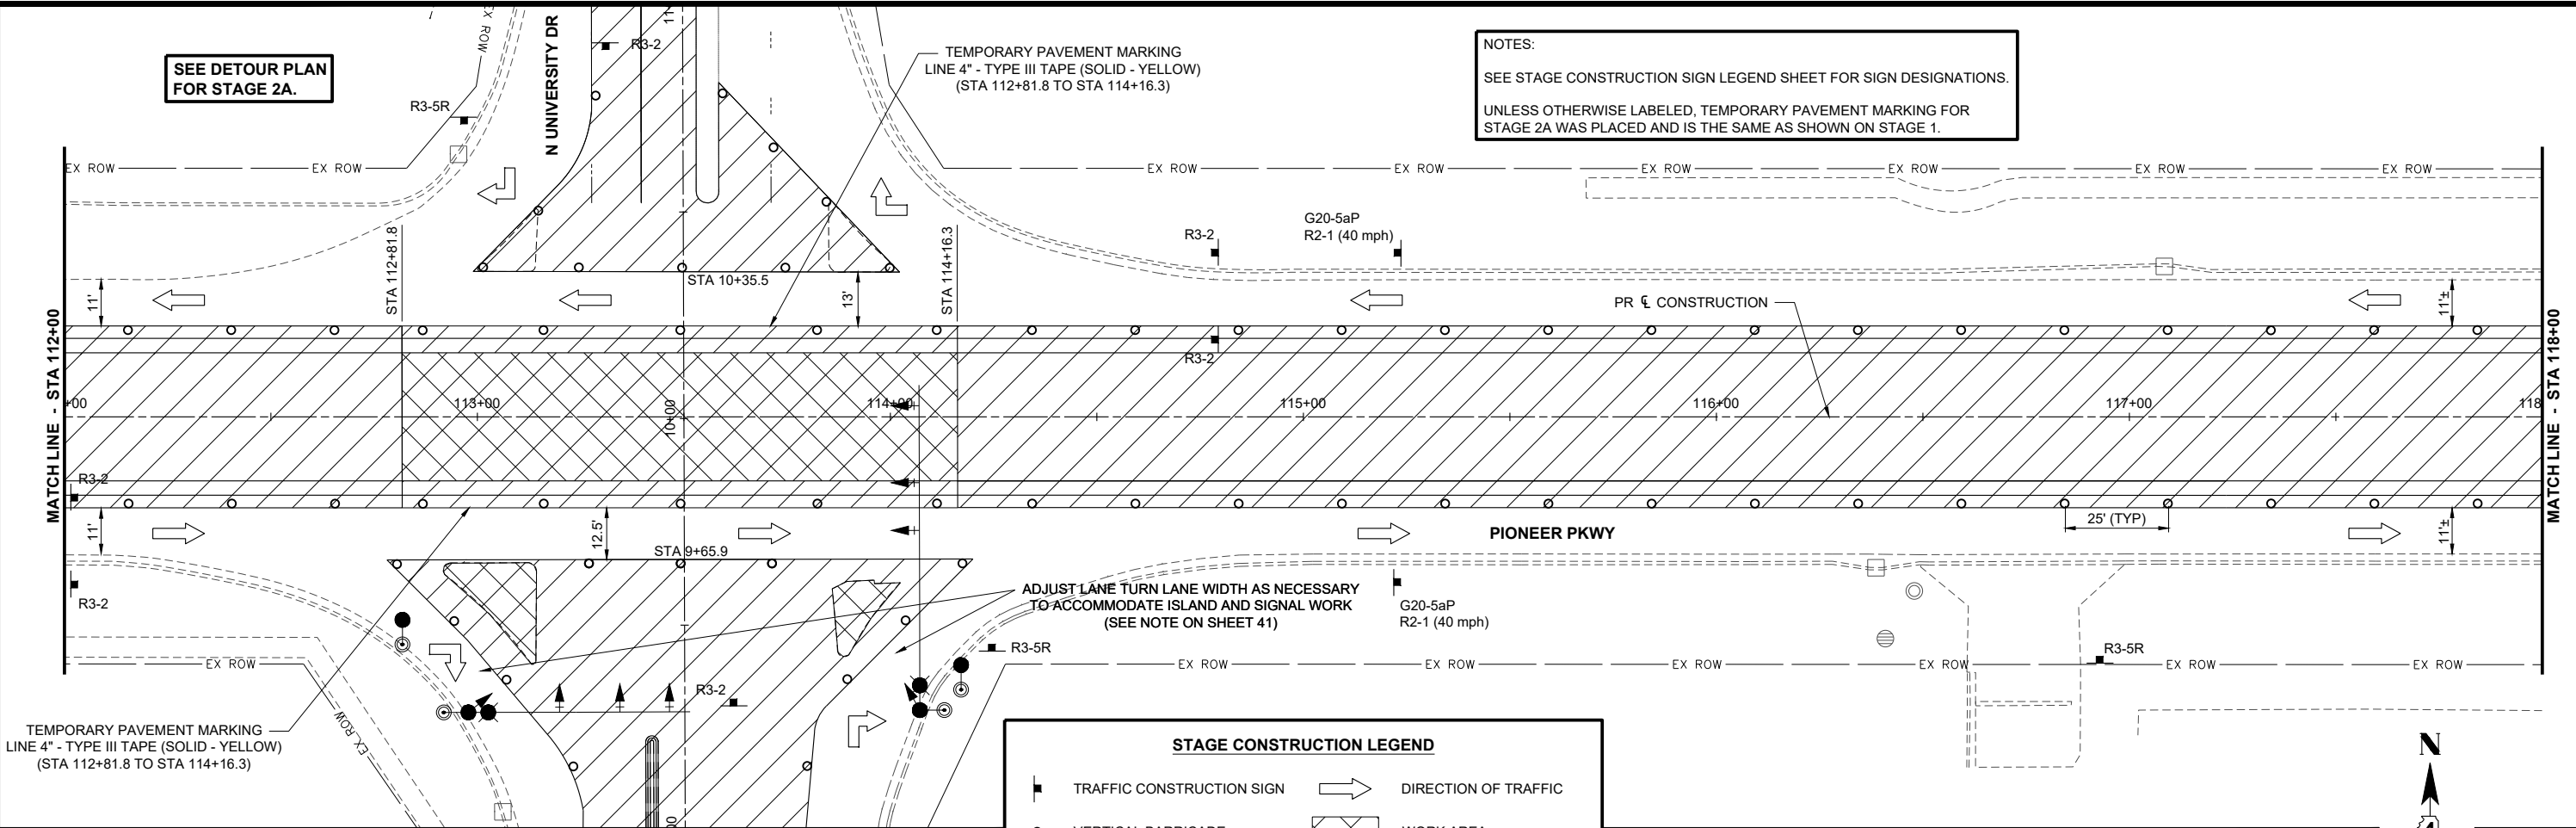 SEE DETOUR PLAN
FOR STAGE 2A.
EX ROW
N UNIVERSITY DR
11
R3-2
R3-5R
TEMPORARY PAVEMENT MARKING
LINE 4" - TYPE III TAPE (SOLID - YELLOW)
(STA 112+81.8 TO STA 114+16.3)
NOTES:
SEE STAGE CONSTRUCTION SIGN LEGEND SHEET FOR SIGN DESIGNATIONS.
UNLESS OTHERWISE LABELED, TEMPORARY PAVEMENT MARKING FOR
STAGE 2A WAS PLACED AND IS THE SAME AS SHOWN ON STAGE 1.
EX ROW
EX ROW
EX ROW
EX ROW
EX ROW
EX ROW
EX ROW
EX ROW
STA 112+81.8
STA 10+35.5
13'
STA 114+16.3
R3-2
G20-5aP
R2-1 (40 mph)
11'
PR ℄ CONSTRUCTION
11'±
MATCH LINE - STA 112+00
R3-2
MATCH LINE - STA 118+00
+00
113+00
10+00
114+00
115+00
116+00
117+00
118
R3-2
11'
12.5'
STA 9+65.9
PIONEER PKWY
25' (TYP)
11'±
R3-2
ADJUST LANE TURN LANE WIDTH AS NECESSARY
TO ACCOMMODATE ISLAND AND SIGNAL WORK
(SEE NOTE ON SHEET 41)
G20-5aP
R2-1 (40 mph)
R3-5R
R3-5R
EX ROW
EX ROW
EX ROW
EX ROW
EX ROW
EX ROW
EX ROW
R3-2
EX ROW
TEMPORARY PAVEMENT MARKING
LINE 4" - TYPE III TAPE (SOLID - YELLOW)
(STA 112+81.8 TO STA 114+16.3)
STAGE CONSTRUCTION LEGEND
TRAFFIC CONSTRUCTION SIGN
DIRECTION OF TRAFFIC
VERTICAL BARRICADE
WORK AREA
00
N